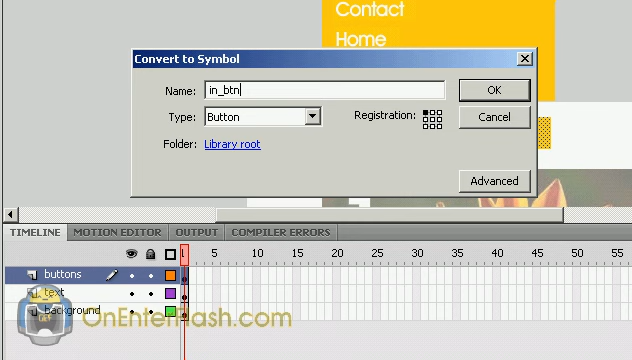 Contact
Home
Convert to Symbol
Name: in_btn
OK
Type: Button
Registration:
Cancel
Folder: Library root
Advanced
TIMELINE MOTION EDITOR OUTPUT COMPILER ERRORS
1 5 10 15 20 25 30 35 40 45 50 55
buttons
text
background
OnEnterFlash.com